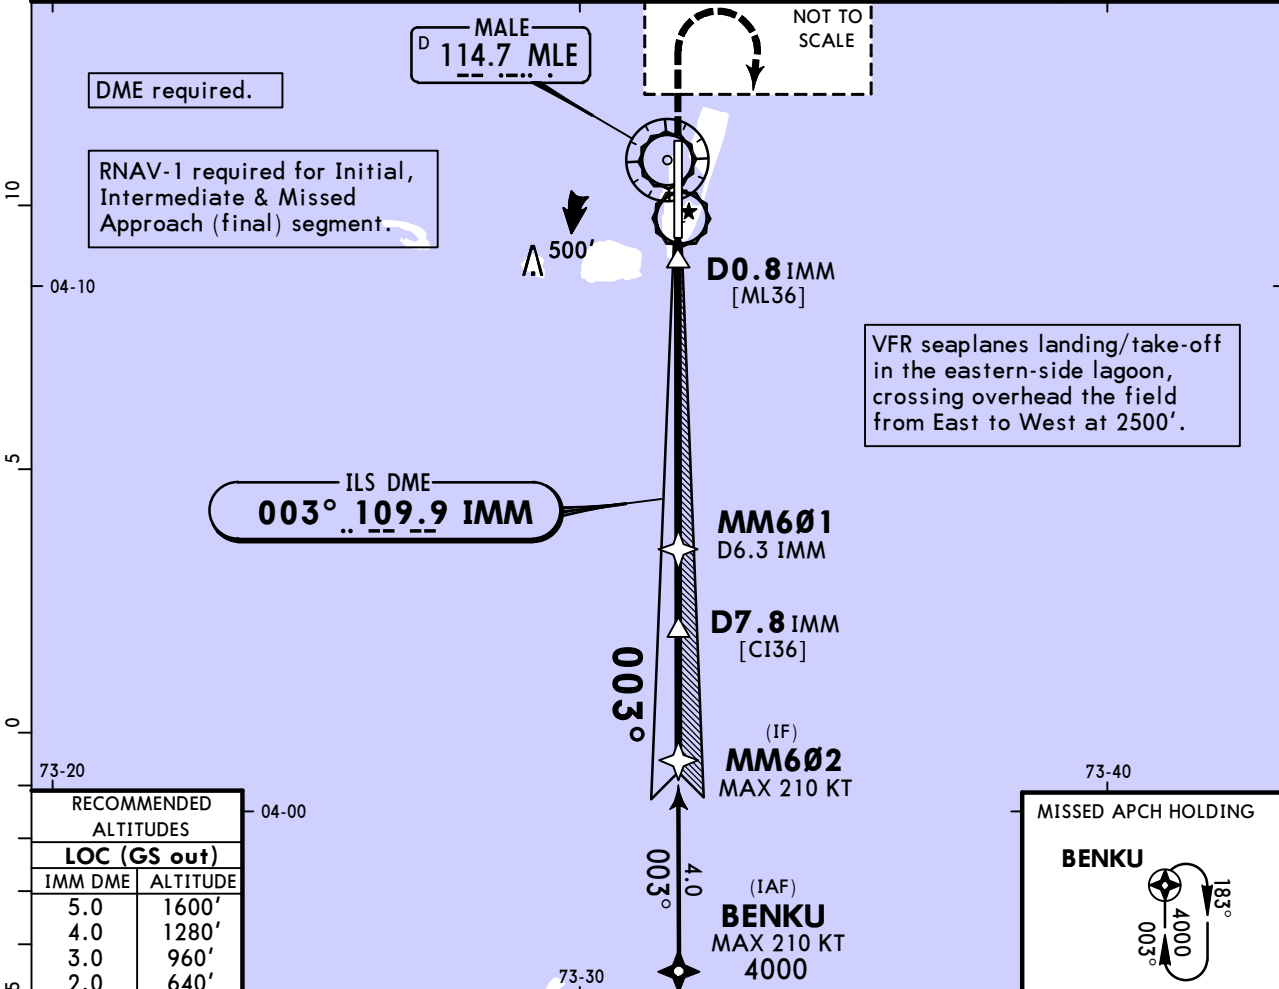 MALE
D 114.7 MLE
NOT TO
SCALE
DME required.
RNAV-1 required for Initial,
Intermediate & Missed
Approach (final) segment.
10
500'
04-10
D0.8 IMM
[ML36]
VFR seaplanes landing/take-off
in the eastern-side lagoon,
crossing overhead the field
from East to West at 2500'.
5
ILS DME
003° 109.9 IMM
MM6Ø1
D6.3 IMM
D7.8 IMM
[CI36]
003°
0
(IF)
MM6Ø2
MAX 210 KT
73-20
73-40
RECOMMENDED
ALTITUDES
LOC (GS out)
IMM DME ALTITUDE
5.0 1600'
4.0 1280'
3.0 960'
2.0 640'
04-00
003°
4.0
(IAF)
BENKU
MAX 210 KT
4000
73-30
5
MISSED APCH HOLDING
BENKU
183°
4000
003°